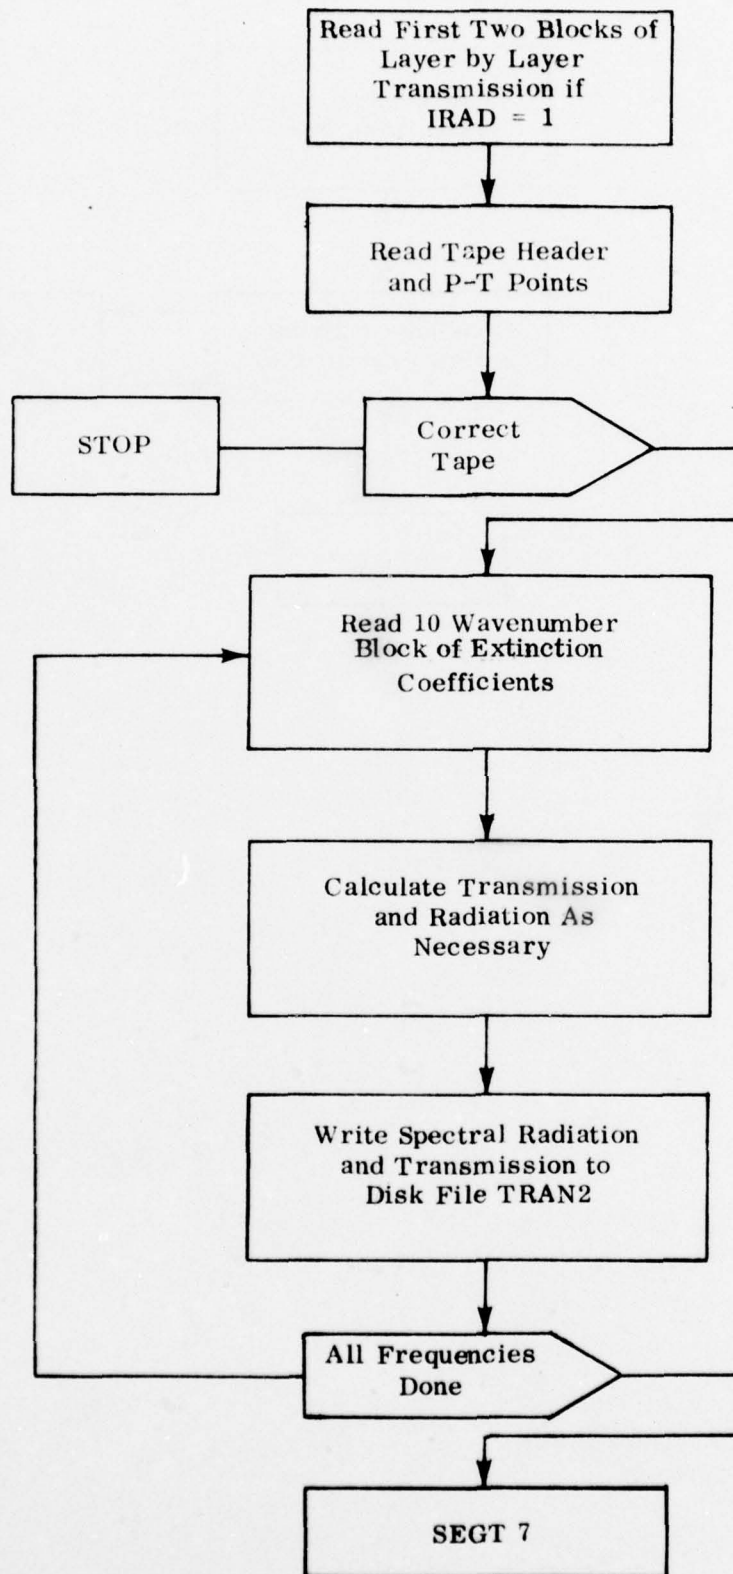 Read First Two Blocks of
Layer by Layer
Transmission if
IRAD = 1
Read Tape Header
and P-T Points
STOP
Correct
Tape
Read 10 Wavenumber
Block of Extinction
Coefficients
Calculate Transmission
and Radiation As
Necessary
Write Spectral Radiation
and Transmission to
Disk File TRAN2
All Frequencies
Done
SEGT 7